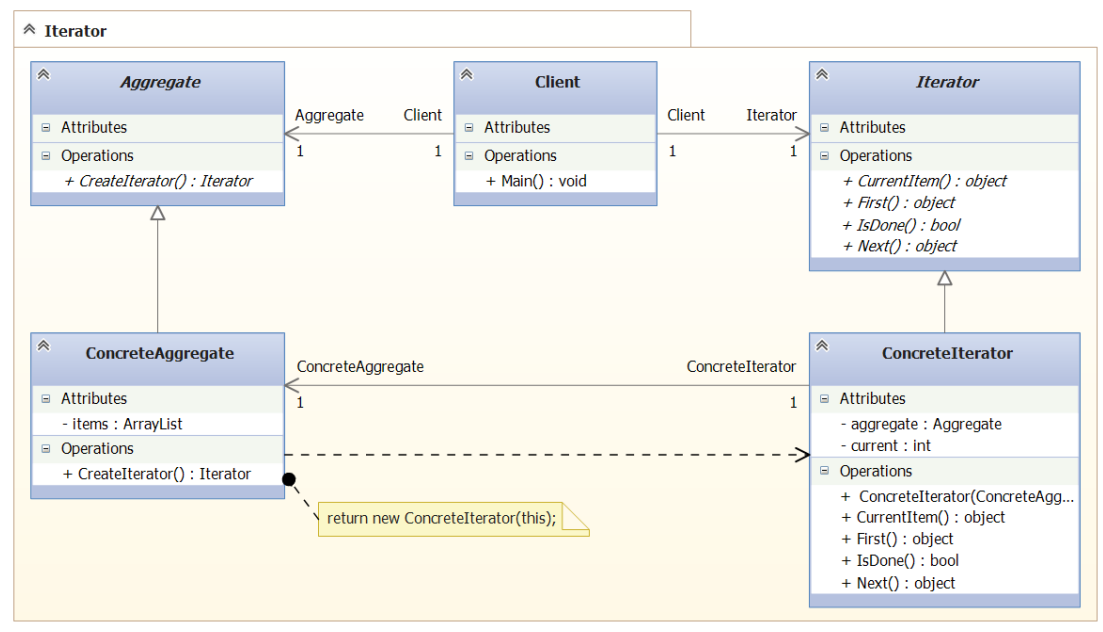 Iterator
Aggregate
Attributes
Operations
+ CreateIterator() : Iterator
Aggregate
Client
1
1
Client
Attributes
Operations
+ Main() : void
Client
Iterator
1
1
Iterator
Attributes
Operations
+ CurrentItem() : object
+ First() : object
+ IsDone() : bool
+ Next() : object
ConcreteAggregate
Attributes
- items : ArrayList
Operations
+ CreateIterator() : Iterator
ConcreteAggregate
ConcreteIterator
1
1
return new ConcreteIterator(this);
ConcreteIterator
Attributes
- aggregate : Aggregate
- current : int
Operations
+ ConcreteIterator(ConcreteAgg...
+ CurrentItem() : object
+ First() : object
+ IsDone() : bool
+ Next() : object